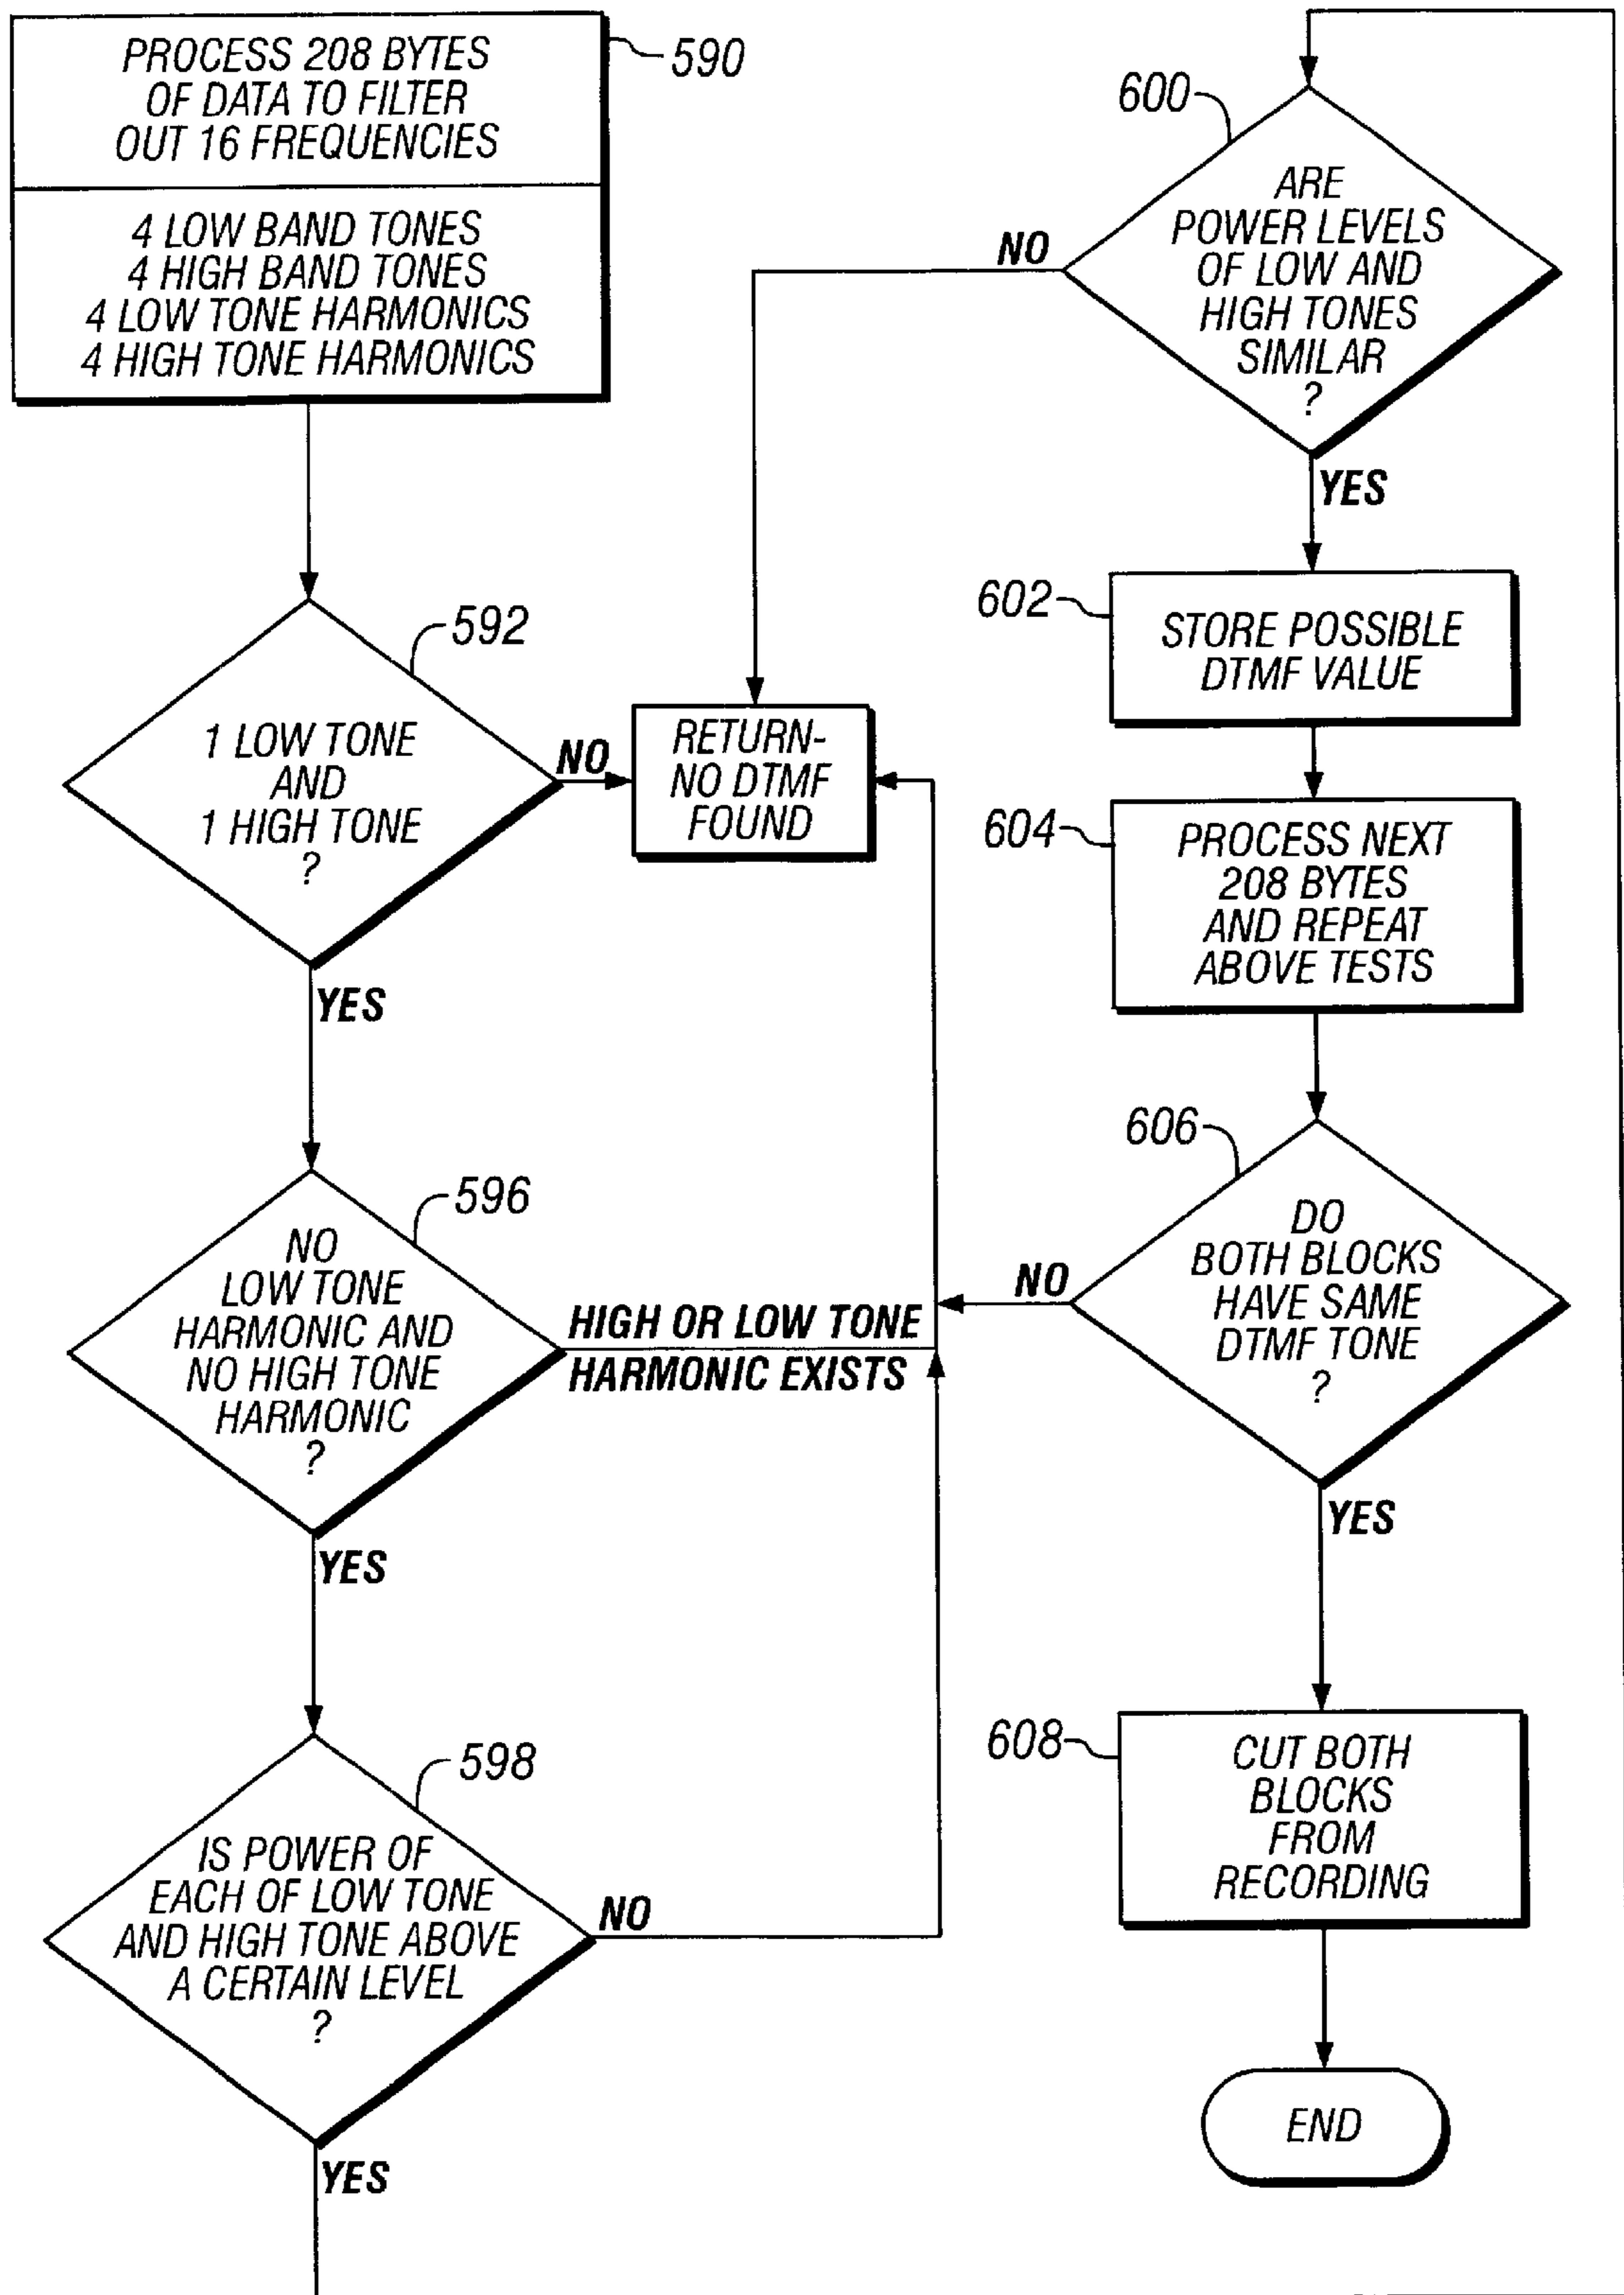 PROCESS 208 BYTES
OF DATA TO FILTER
OUT 16 FREQUENCIES
590
4 LOW BAND TONES
4 HIGH BAND TONES
4 LOW TONE HARMONICS
4 HIGH TONE HARMONICS
592
1 LOW TONE
AND
1 HIGH TONE
?
NO
YES
RETURN-
NO DTMF
FOUND
596
NO
LOW TONE
HARMONIC AND
NO HIGH TONE
HARMONIC
?
HIGH OR LOW TONE
HARMONIC EXISTS
YES
598
IS POWER OF
EACH OF LOW TONE
AND HIGH TONE ABOVE
A CERTAIN LEVEL
?
NO
YES
600
ARE
POWER LEVELS
OF LOW AND
HIGH TONES
SIMILAR
?
NO
YES
602
STORE POSSIBLE
DTMF VALUE
604
PROCESS NEXT
208 BYTES
AND REPEAT
ABOVE TESTS
606
DO
BOTH BLOCKS
HAVE SAME
DTMF TONE
?
NO
YES
608
CUT BOTH
BLOCKS
FROM
RECORDING
END